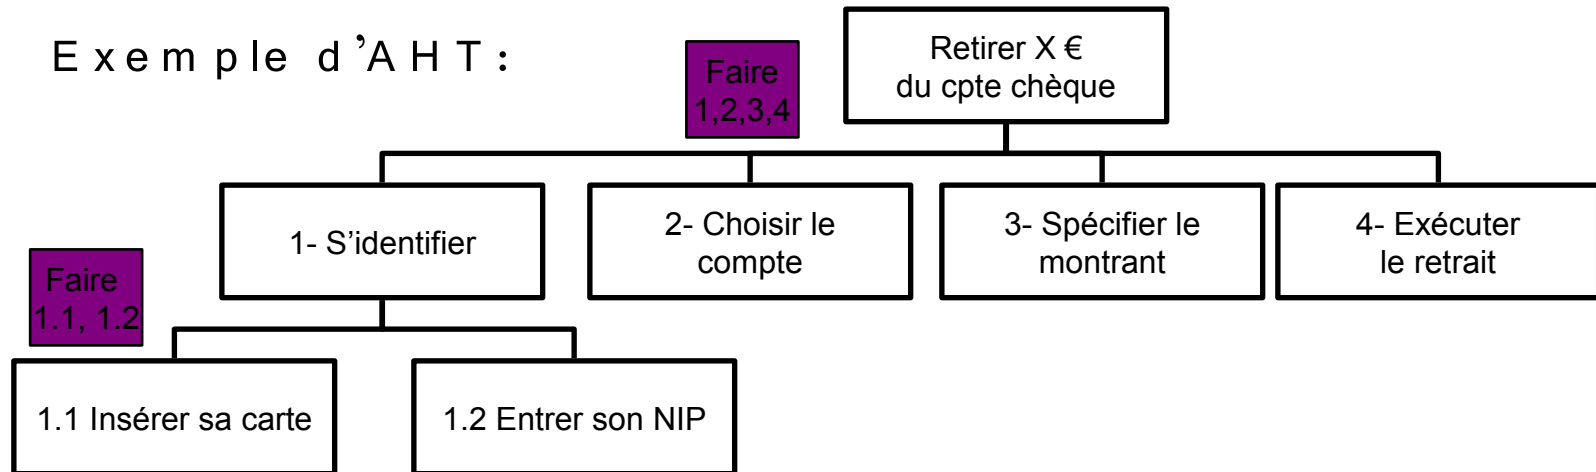 Exemple d’AHT:
Faire
1,2,3,4
Retirer X €
du cpte chèque
1- S’identifier
2- Choisir le
compte
3- Spécifier le
montrant
4- Exécuter
le retrait
Faire
1.1, 1.2
1.1 Insérer sa carte
1.2 Entrer son NIP